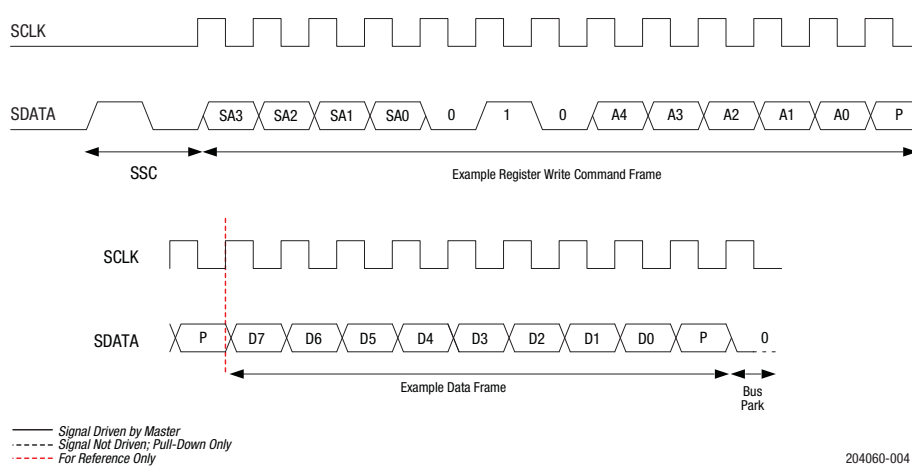 SCLK
SDATA
SA3 SA2 SA1 SA0 0 1 0 A4 A3 A2 A1 A0 P
SSC
Example Register Write Command Frame
SCLK
SDATA
P D7 D6 D5 D4 D3 D2 D1 D0 P 0
Example Data Frame
Bus
Park
Signal Driven by Master
Signal Not Driven; Pull-Down Only
For Reference Only
204060-004